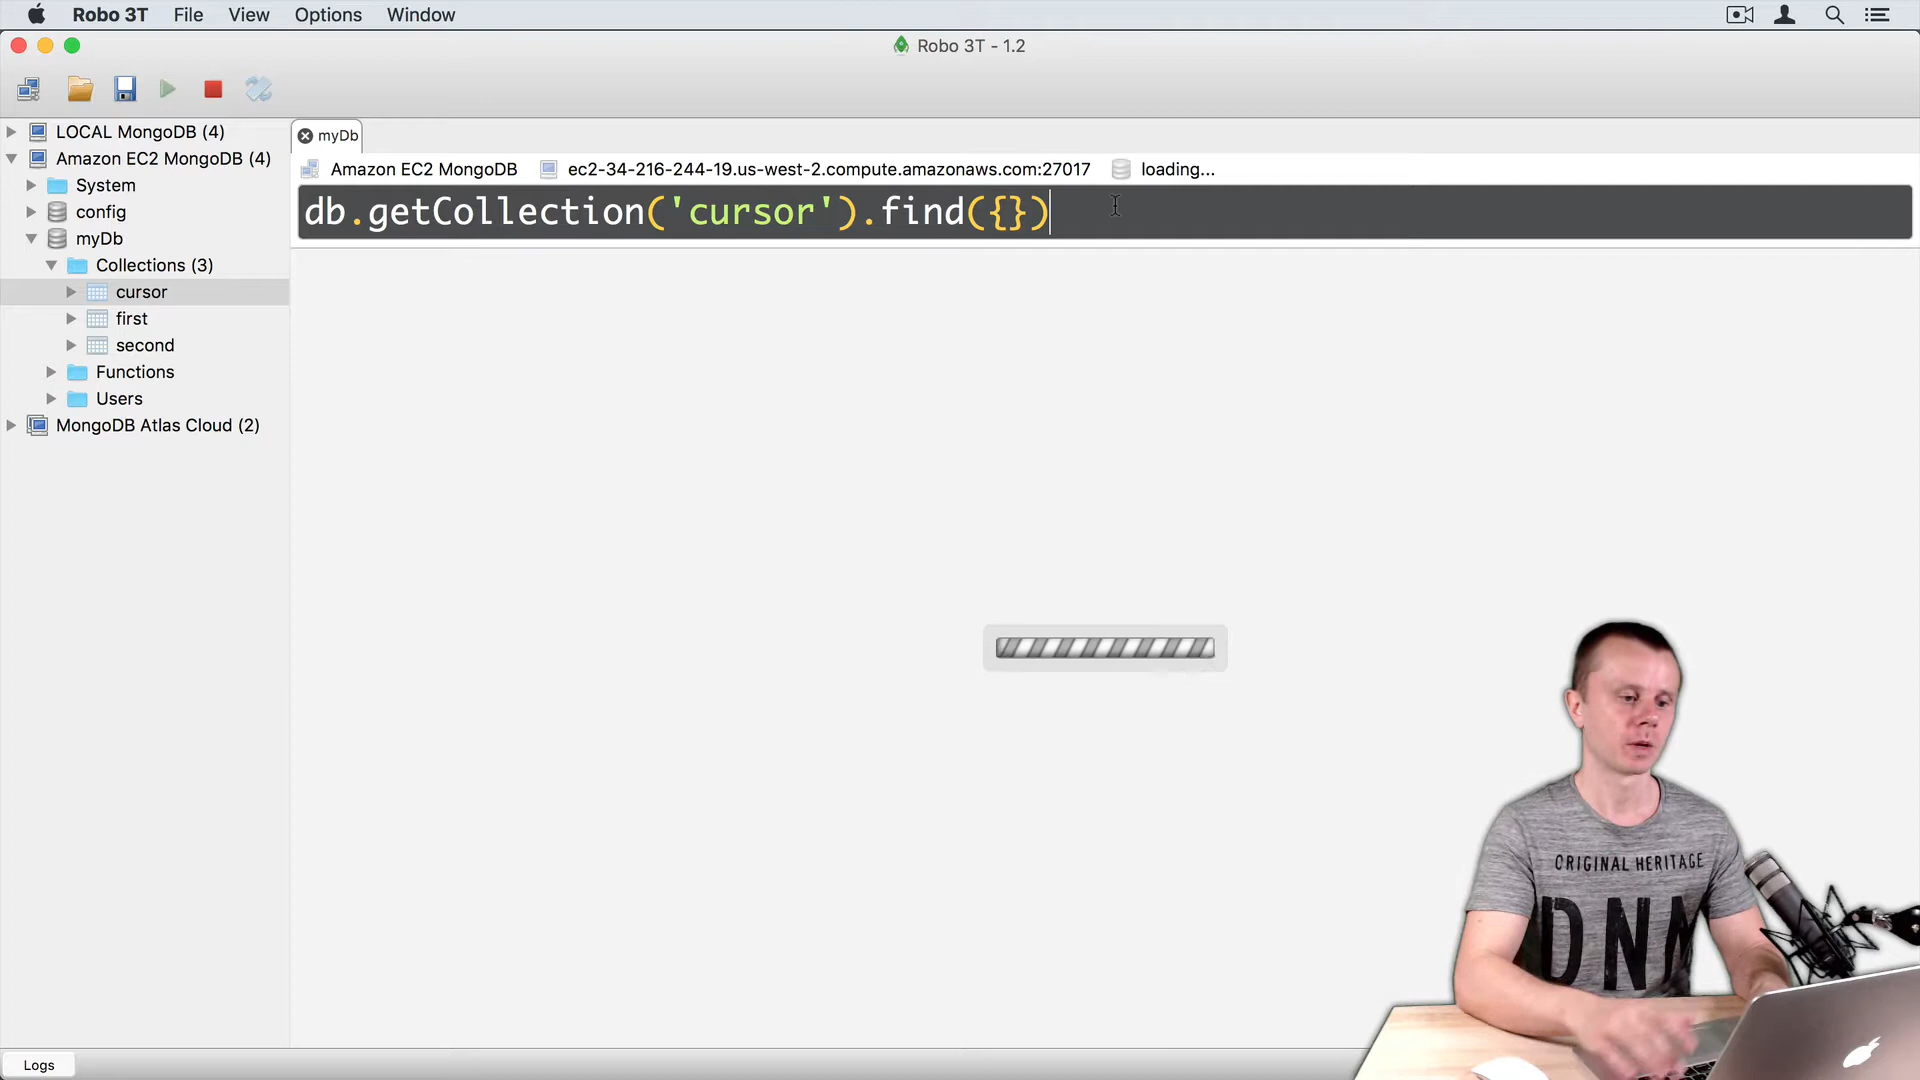 Robo 3T File View Options Window
Robo 3T - 1.2
LOCAL MongoDB (4)
Amazon EC2 MongoDB (4)
System
config
myDb
Collections (3)
cursor
first
second
Functions
Users
MongoDB Atlas Cloud (2)
myDb
Amazon EC2 MongoDB ec2-34-216-244-19.us-west-2.compute.amazonaws.com:27017 loading...
db.getCollection('cursor').find({})
ORIGINAL HERITAGE
DNM
Logs